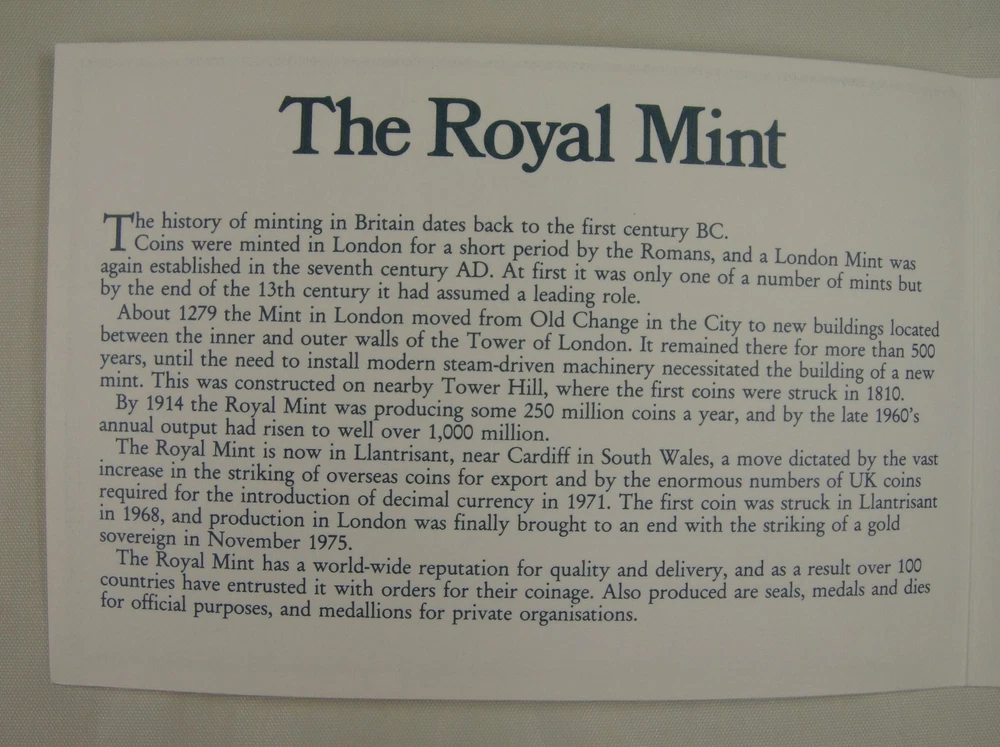 The Royal Mint
The history of minting in Britain dates back to the first century BC.
Coins were minted in London for a short period by the Romans, and a London Mint was
again established in the seventh century AD. At first it was only one of a number of mints but
by the end of the 13th century it had assumed a leading role.
About 1279 the Mint in London moved from Old Change in the City to new buildings located
between the inner and outer walls of the Tower of London. It remained there for more than 500
years, until the need to install modern steam-driven machinery necessitated the building of a new
mint. This was constructed on nearby Tower Hill, where the first coins were struck in 1810.
By 1914 the Royal Mint was producing some 250 million coins a year, and by the late 1960's
annual output had risen to well over 1,000 million.
The Royal Mint is now in Llantrisant, near Cardiff in South Wales, a move dictated by the vast
increase in the striking of overseas coins for export and by the enormous numbers of UK coins
required for the introduction of decimal currency in 1971. The first coin was struck in Llantrisant
in 1968, and production in London was finally brought to an end with the striking of a gold
sovereign in November 1975.
The Royal Mint has a world-wide reputation for quality and delivery, and as a result over 100
countries have entrusted it with orders for their coinage. Also produced are seals, medals and dies
for official purposes, and medallions for private organisations.